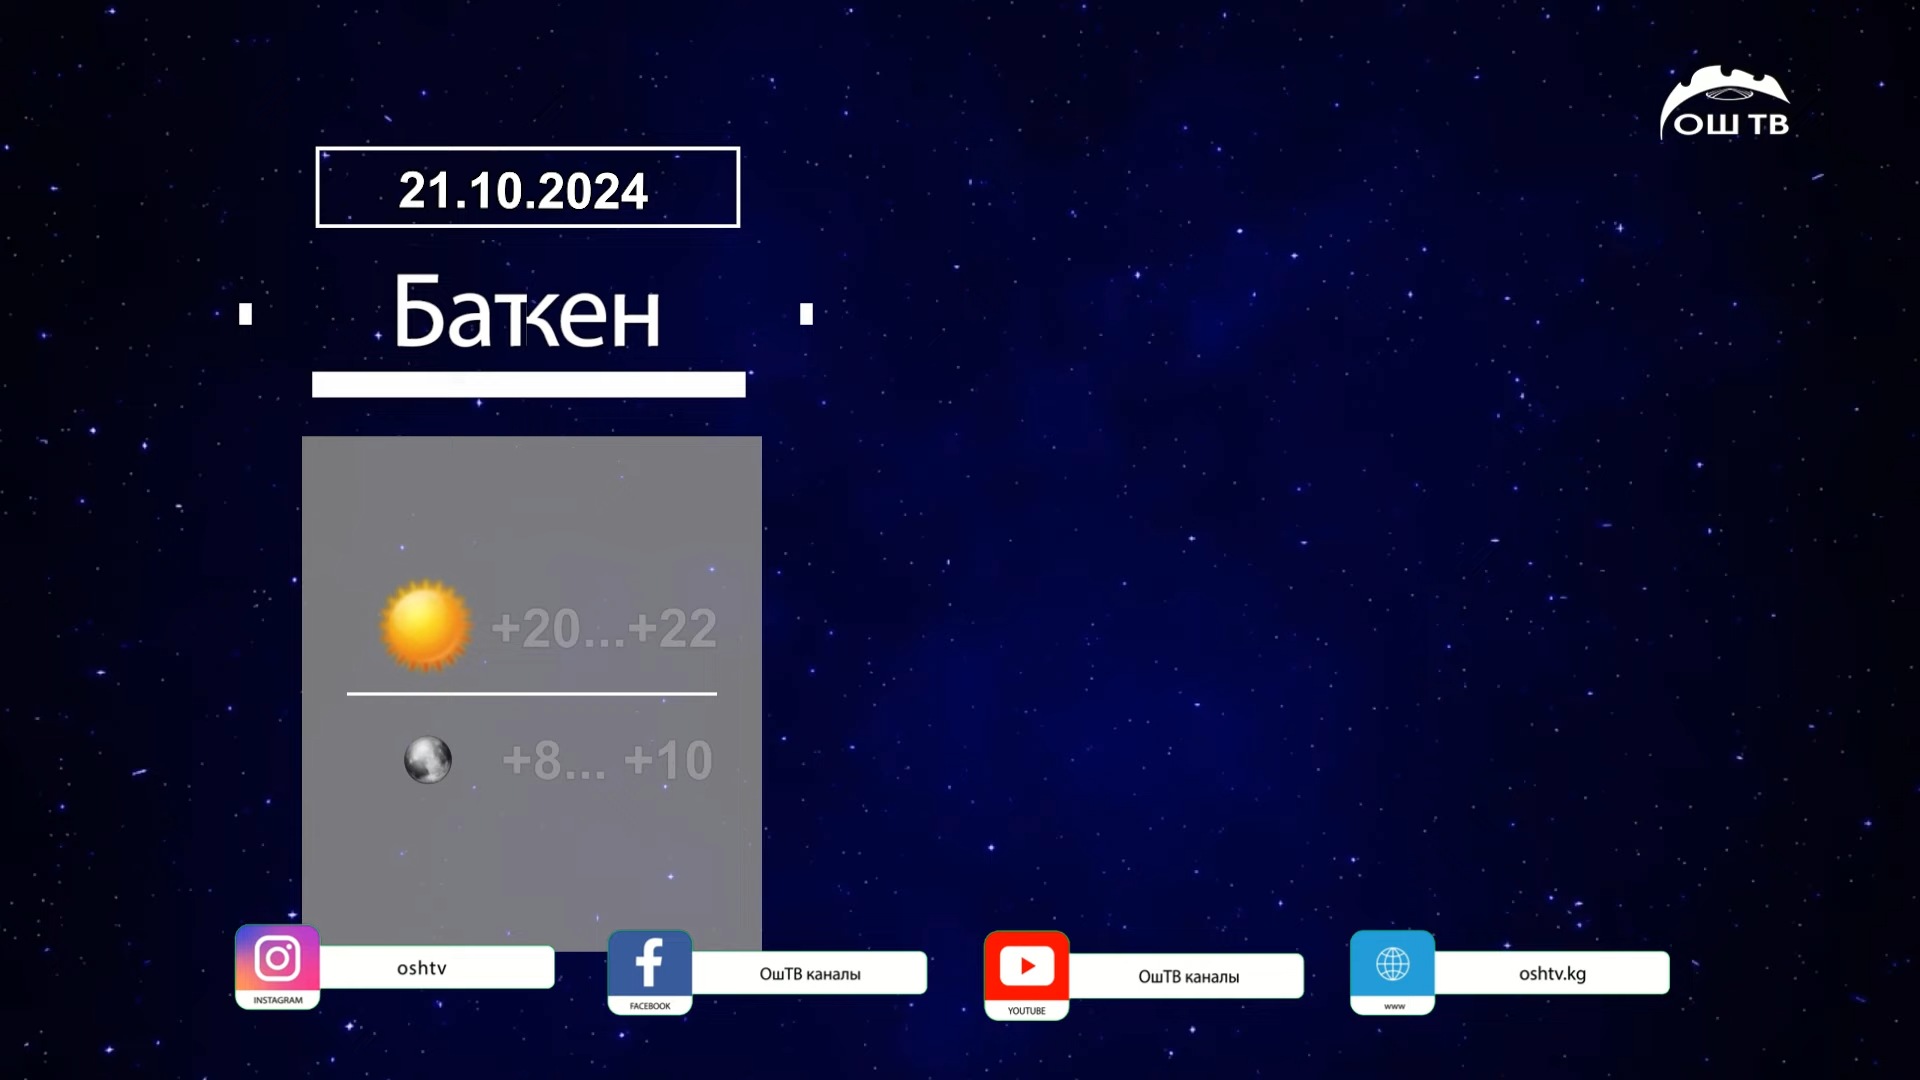 ОШ ТВ
21.10.2024
Баткен
+20...+22
+8... +10
oshtv
INSTAGRAM
ОшТВ каналы
FACEBOOK
ОшТВ каналы
YOUTUBE
oshtv.kg
www